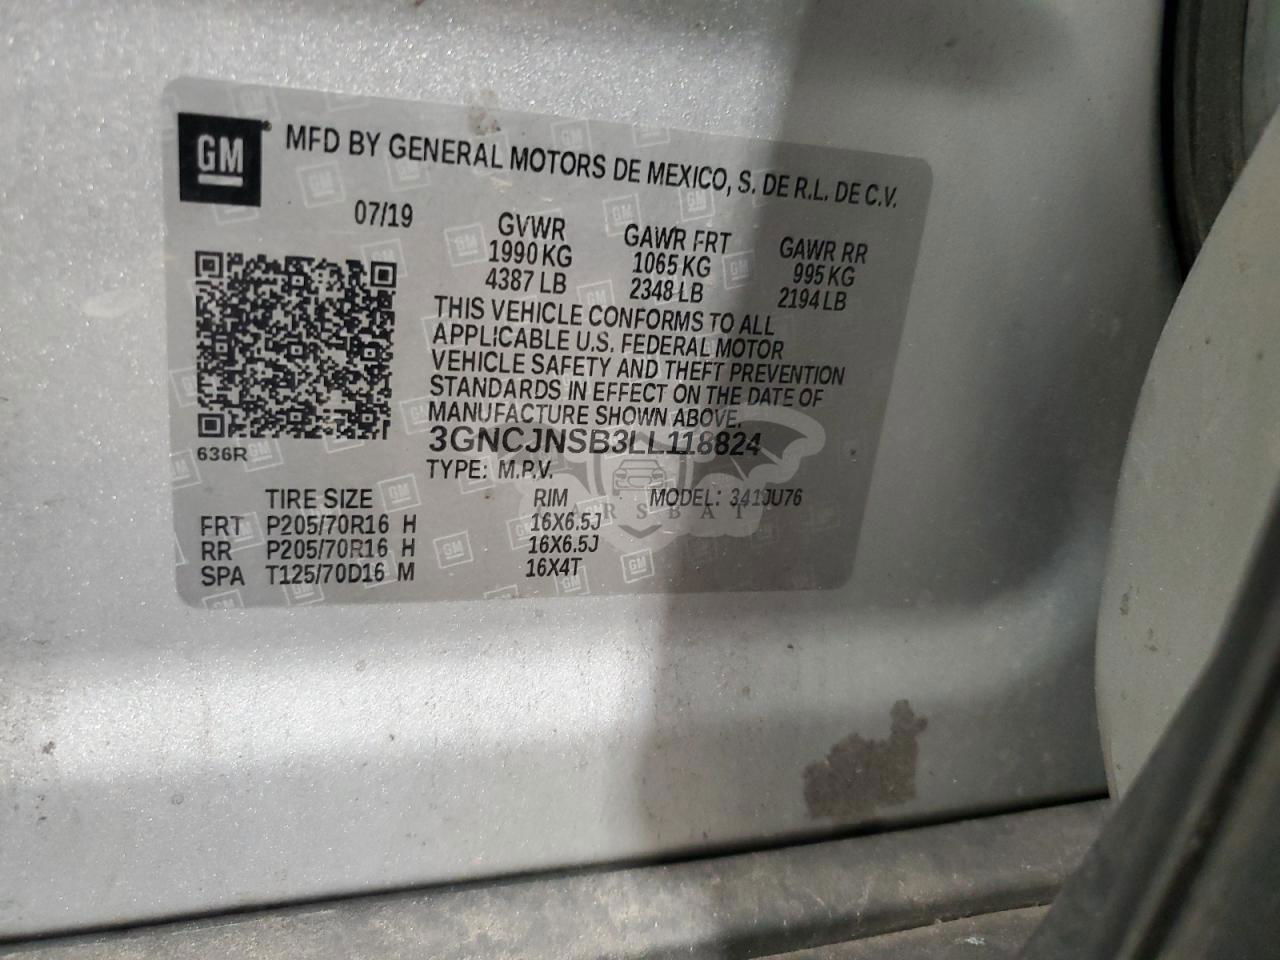 GM
MFD BY GENERAL MOTORS DE MEXICO, S. DE R.L. DE C.V.
07/19
GVWR GAWR FRT GAWR RR
1990 KG 1065 KG 995 KG
4387 LB 2348 LB 2194 LB
THIS VEHICLE CONFORMS TO ALL
APPLICABLE U.S. FEDERAL MOTOR
VEHICLE SAFETY AND THEFT PREVENTION
STANDARDS IN EFFECT ON THE DATE OF
MANUFACTURE SHOWN ABOVE.
3GNCJNSB3LL118824
636R
TYPE: M.P.V.
TIRE SIZE RIM MODEL: 341JU76
CARSBAT
FRT P205/70R16 H 16X6.5J
RR P205/70R16 H 16X6.5J
SPA T125/70D16 M 16X4T